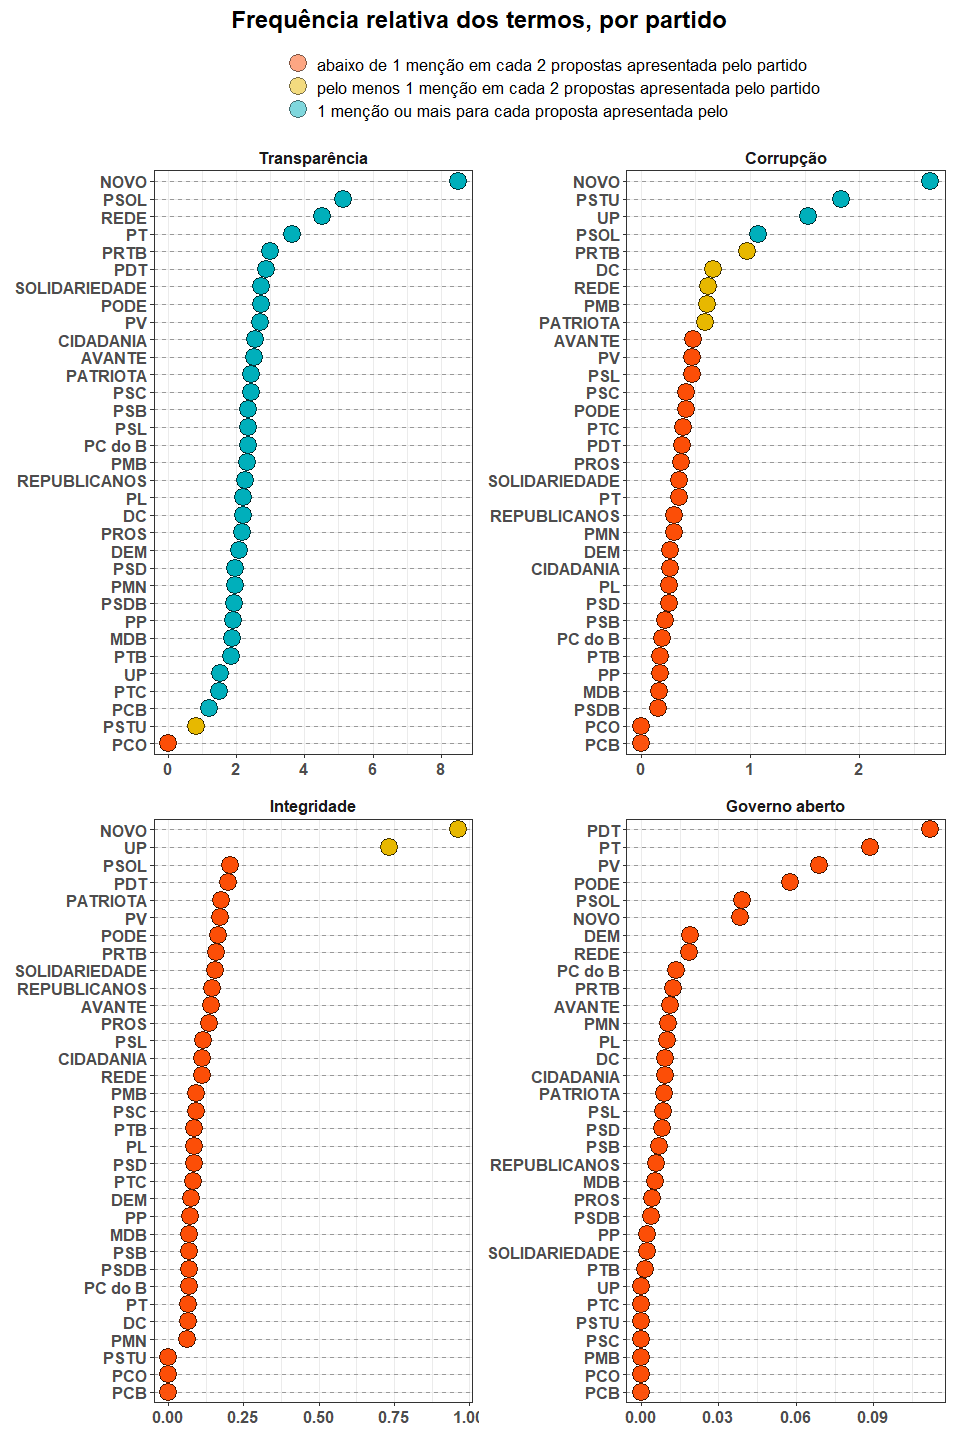 Frequência relativa dos termos, por partido
abaixo de 1 menção em cada 2 propostas apresentada pelo partido
pelo menos 1 menção em cada 2 propostas apresentada pelo partido
1 menção ou mais para cada proposta apresentada pelo
Transparência
NOVO
PSOL
REDE
PT
PRTB
PDT
SOLIDARIEDADE
PODE
PV
CIDADANIA
AVANTE
PATRIOTA
PSC
PSB
PSL
PC do B
PMB
REPUBLICANOS
PL
DC
PROS
DEM
PSD
PMN
PSDB
PP
MDB
PTB
UP
PTC
PCB
PSTU
PCO
0 2 4 6 8
Corrupção
NOVO
PSTU
UP
PSOL
PRTB
DC
REDE
PMB
PATRIOTA
AVANTE
PV
PSL
PSC
PODE
PTC
PDT
PROS
SOLIDARIEDADE
PT
REPUBLICANOS
PMN
DEM
CIDADANIA
PL
PSD
PSB
PC do B
PTB
PP
MDB
PSDB
PCO
PCB
0 1 2
Integridade
NOVO
UP
PSOL
PDT
PATRIOTA
PV
PODE
PRTB
SOLIDARIEDADE
REPUBLICANOS
AVANTE
PROS
PSL
CIDADANIA
REDE
PMB
PSC
PTB
PL
PSD
PTC
DEM
PP
MDB
PSB
PSDB
PC do B
PT
DC
PMN
PSTU
PCO
PCB
0.00 0.25 0.50 0.75 1.00
Governo aberto
PDT
PT
PV
PODE
PSOL
NOVO
DEM
REDE
PC do B
PRTB
AVANTE
PMN
PL
DC
CIDADANIA
PATRIOTA
PSL
PSD
PSB
REPUBLICANOS
MDB
PROS
PSDB
PP
SOLIDARIEDADE
PTB
UP
PTC
PSTU
PSC
PMB
PCO
PCB
0.00 0.03 0.06 0.09